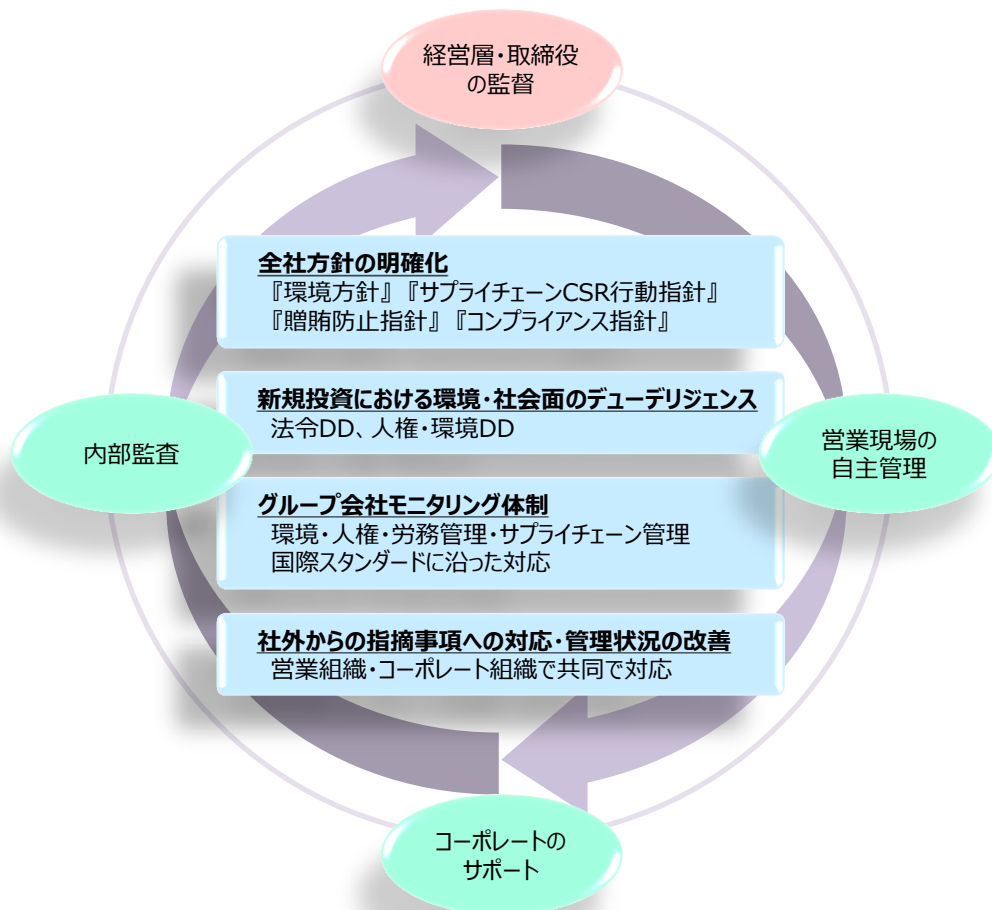 経営層・取締役
の監督
全社方針の明確化
『環境方針』『サプライチェーンCSR行動指針』
『贈賄防止指針』『コンプライアンス指針』
新規投資における環境・社会面のデューデリジェンス
法令DD、人権・環境DD
内部監査
営業現場の
自主管理
グループ会社モニタリング体制
環境・人権・労務管理・サプライチェーン管理
国際スタンダードに沿った対応
社外からの指摘事項への対応・管理状況の改善
営業組織・コーポレート組織で共同で対応
コーポレートの
サポート